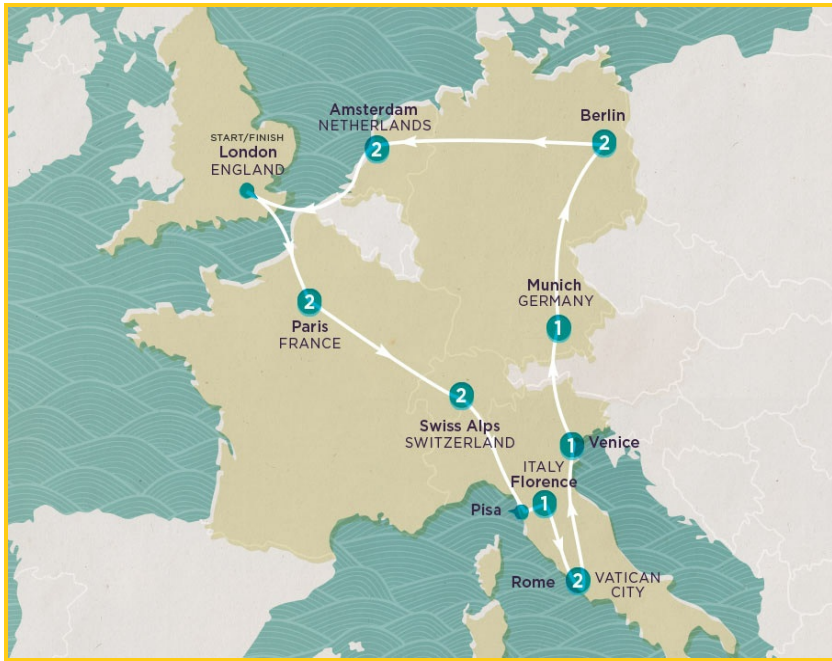 START/FINISH
London
ENGLAND
Amsterdam
NETHERLANDS
2
Berlin
2
2
Paris
FRANCE
Munich
GERMANY
1
2
Swiss Alps
SWITZERLAND
1
Venice
ITALY
Florence
1
Pisa
Rome
2
VATICAN
CITY